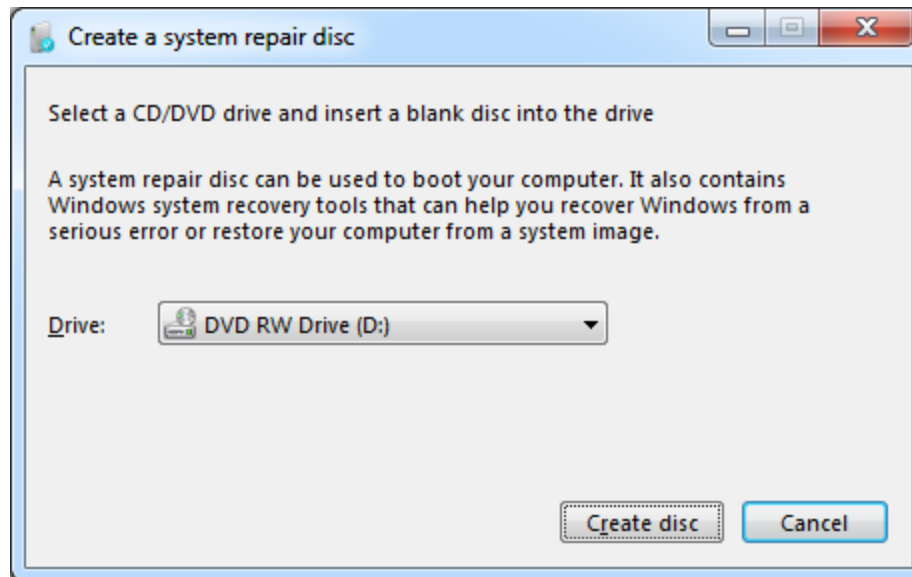 Create a system repair disc
Select a CD/DVD drive and insert a blank disc into the drive
A system repair disc can be used to boot your computer. It also contains
Windows system recovery tools that can help you recover Windows from a
serious error or restore your computer from a system image.
Drive: DVD RW Drive (D:)
Create disc Cancel